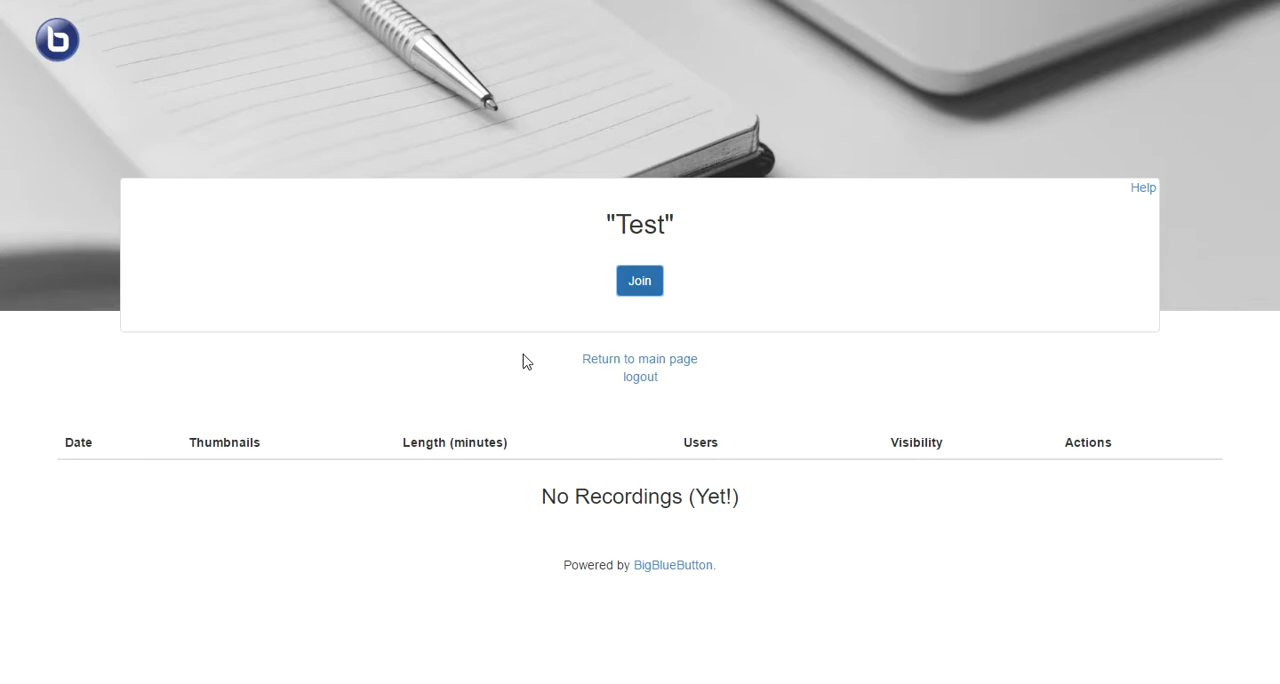 b
Help
"Test"
Join
Return to main page
logout
Date Thumbnails Length (minutes) Users Visibility Actions
No Recordings (Yet!)
Powered by BigBlueButton.